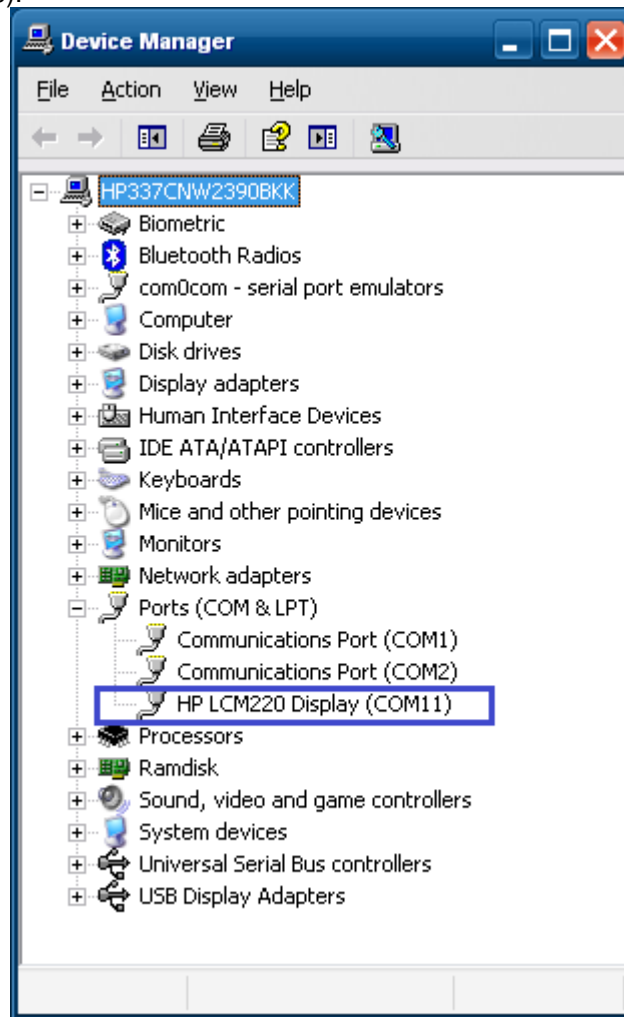 Device Manager
File Action View Help
HP337CNW2390BKK
Biometric
Bluetooth Radios
com0com - serial port emulators
Computer
Disk drives
Display adapters
Human Interface Devices
IDE ATA/ATAPI controllers
Keyboards
Mice and other pointing devices
Monitors
Network adapters
Ports (COM & LPT)
Communications Port (COM1)
Communications Port (COM2)
HP LCM220 Display (COM11)
Processors
Ramdisk
Sound, video and game controllers
System devices
Universal Serial Bus controllers
USB Display Adapters